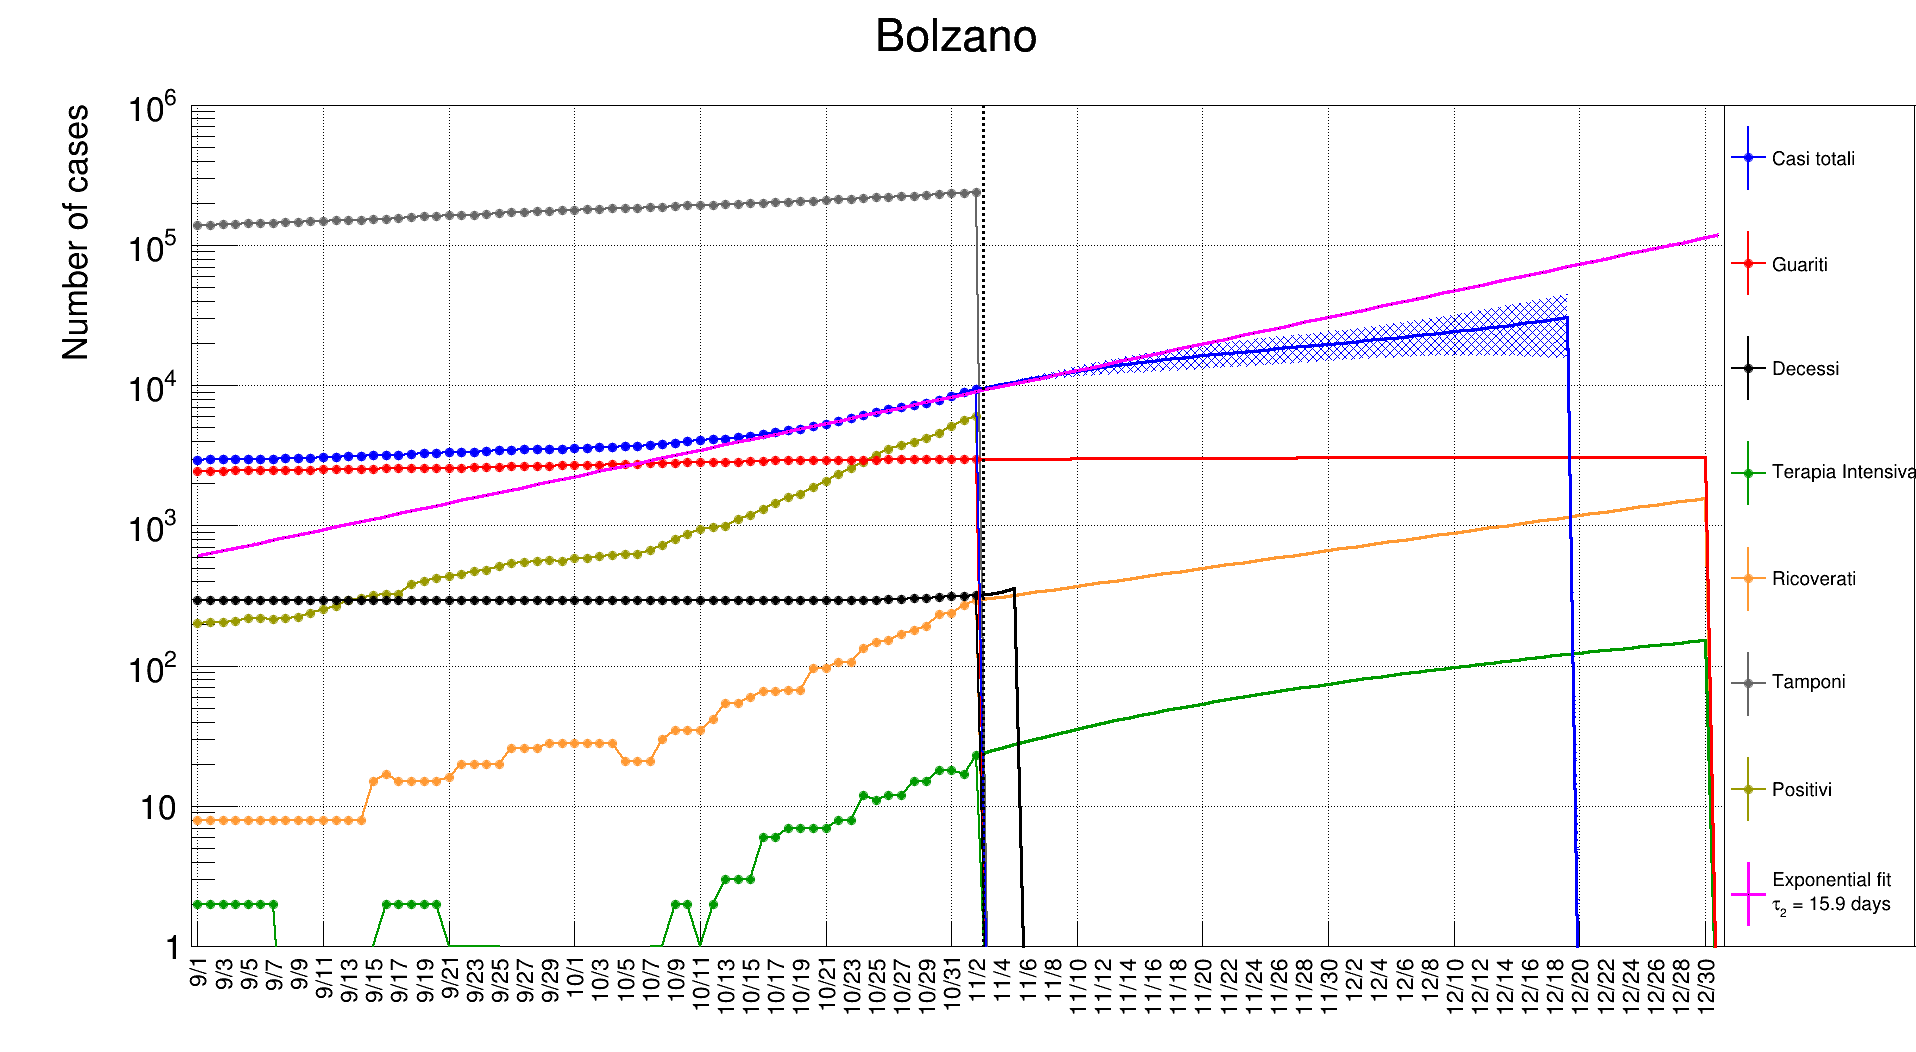 Bolzano
Number of cases
10^6
10^5
10^4
10^3
10^2
10
1
9/1 9/3 9/5 9/7 9/9 9/11 9/13 9/15 9/17 9/19 9/21 9/23 9/25 9/27 9/29 10/1 10/3 10/5 10/7 10/9 10/11 10/13 10/15 10/17 10/19 10/21 10/23 10/25 10/27 10/29 10/31 11/2 11/4 11/6 11/8 11/10 11/12 11/14 11/16 11/18 11/20 11/22 11/24 11/26 11/28 11/30 12/2 12/4 12/6 12/8 12/10 12/12 12/14 12/16 12/18 12/20 12/22 12/24 12/26 12/28 12/30
Casi totali
Guariti
Decessi
Terapia Intensiva
Ricoverati
Tamponi
Positivi
Exponential fit
τ₂ = 15.9 days